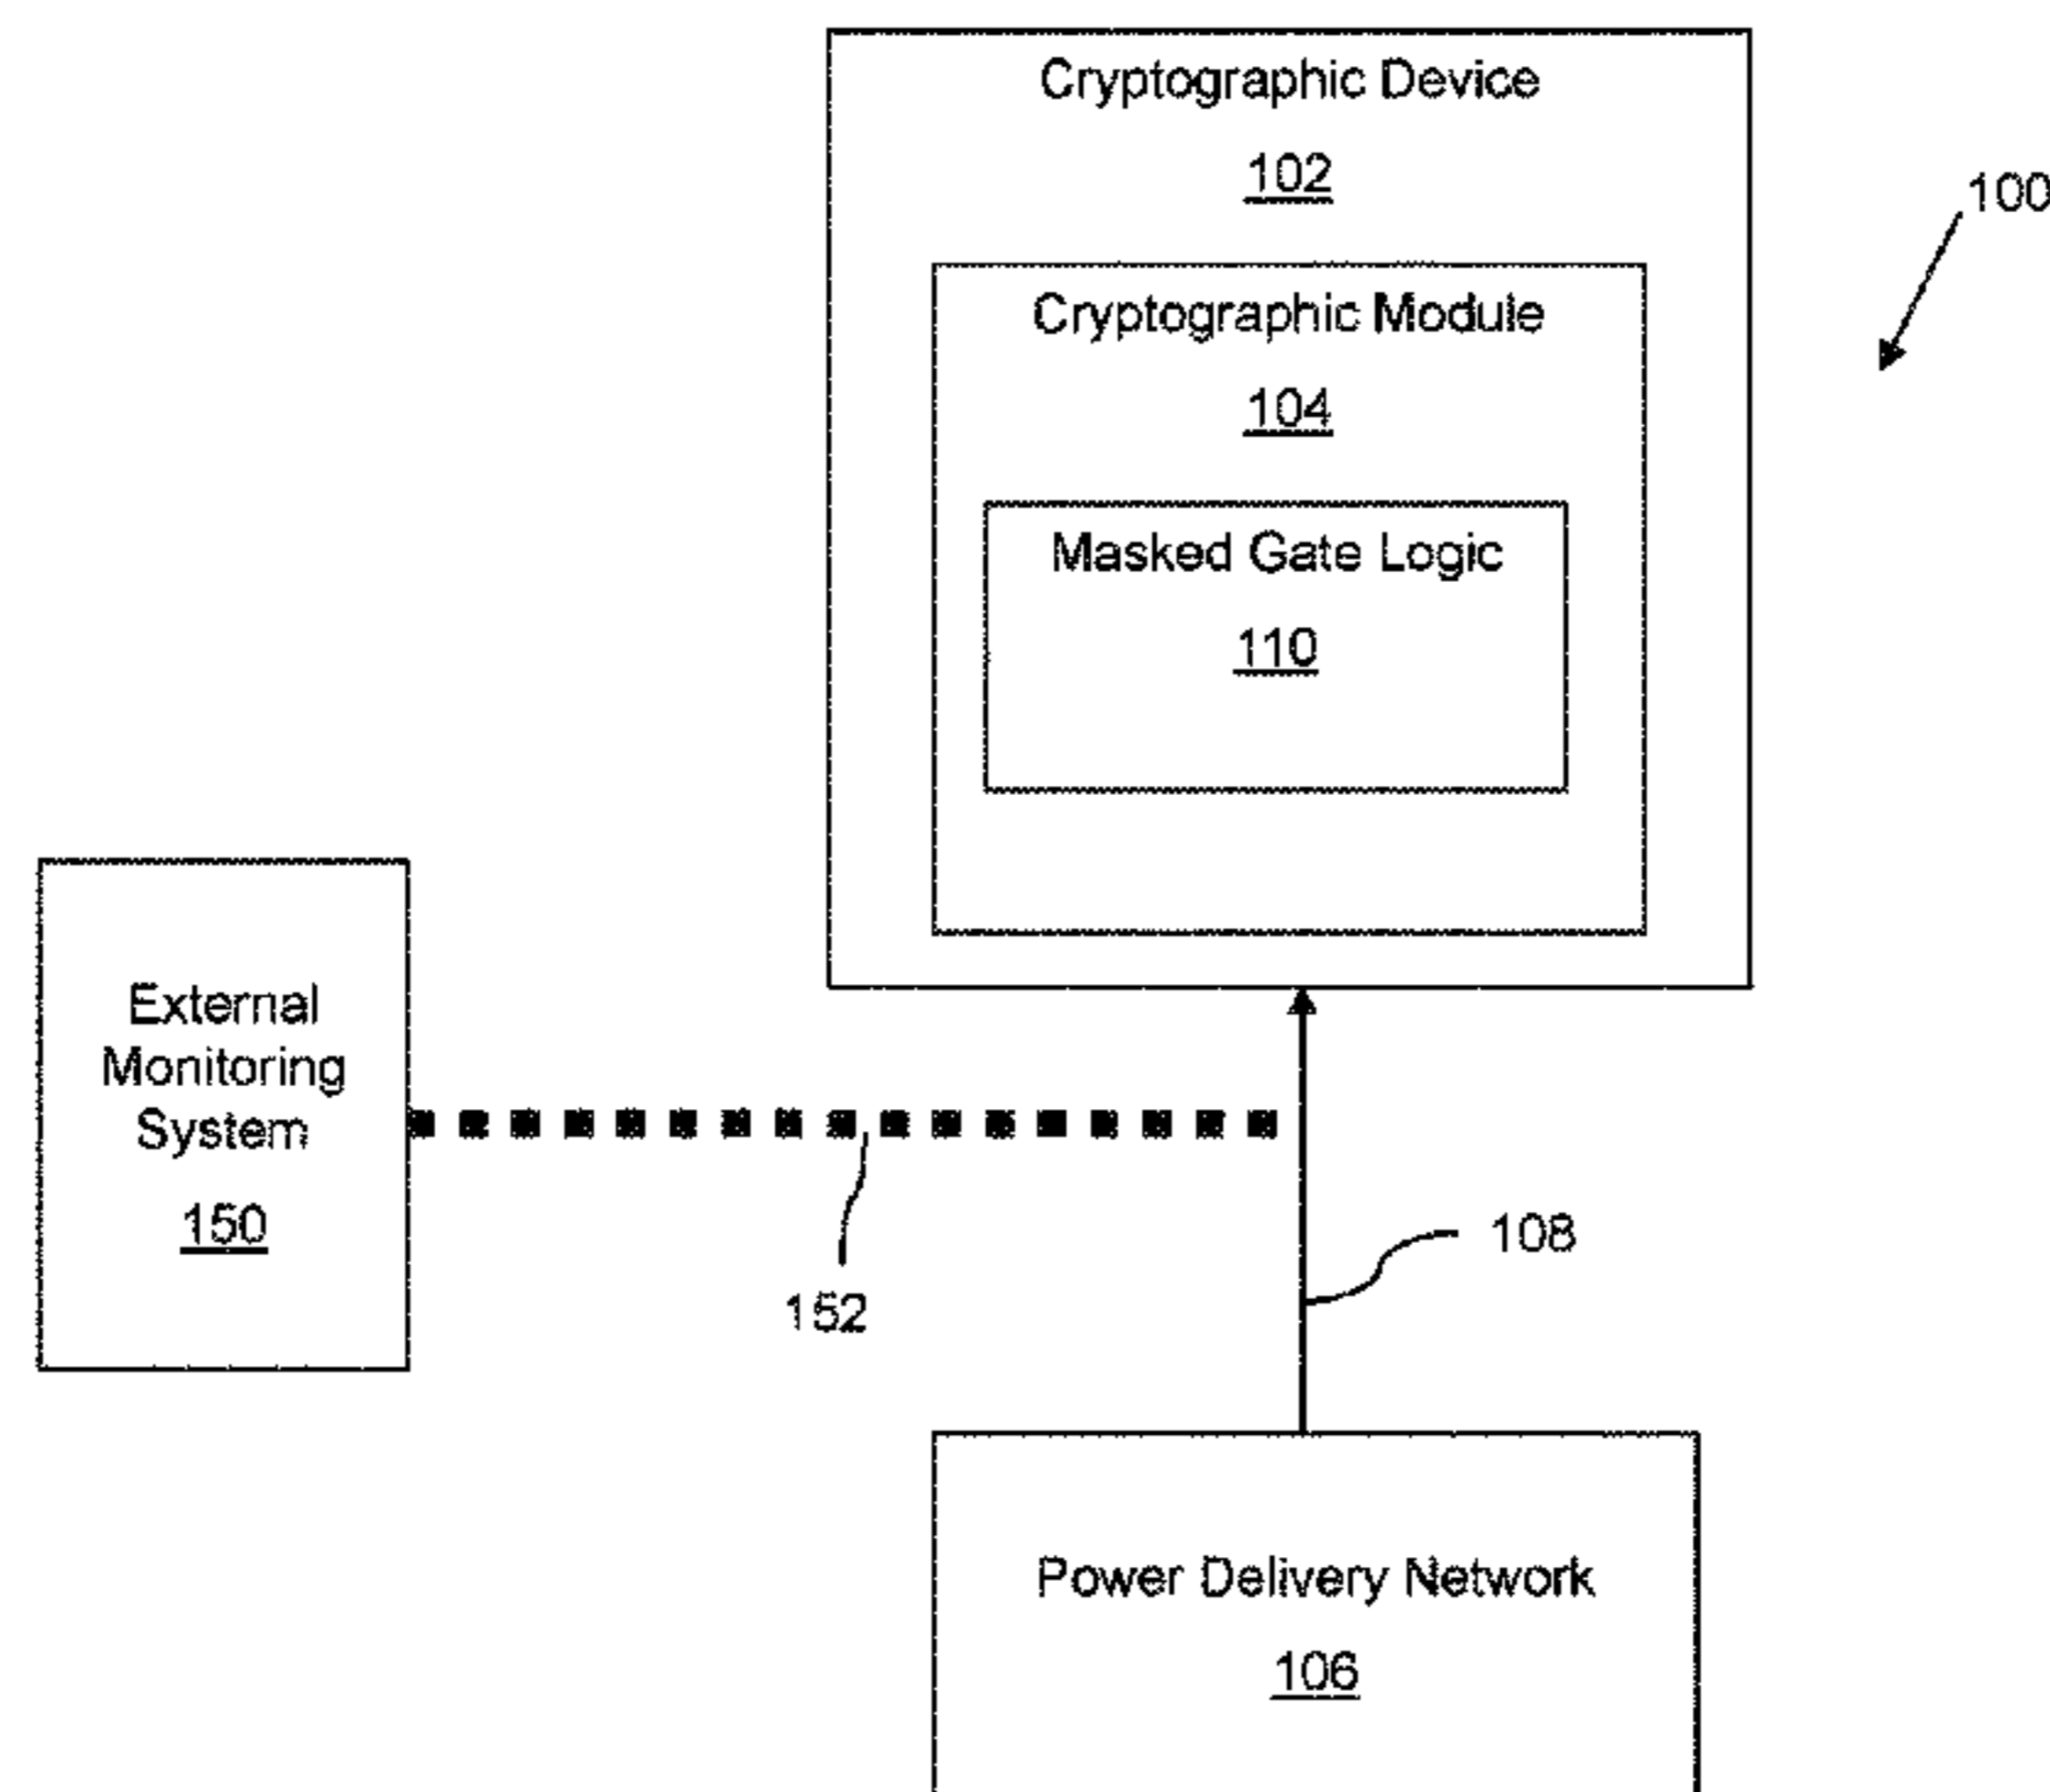 Cryptographic Device
102
100
Cryptographic Module
104
Masked Gate Logic
110
External
Monitoring
System
150
152
108
Power Delivery Network
106